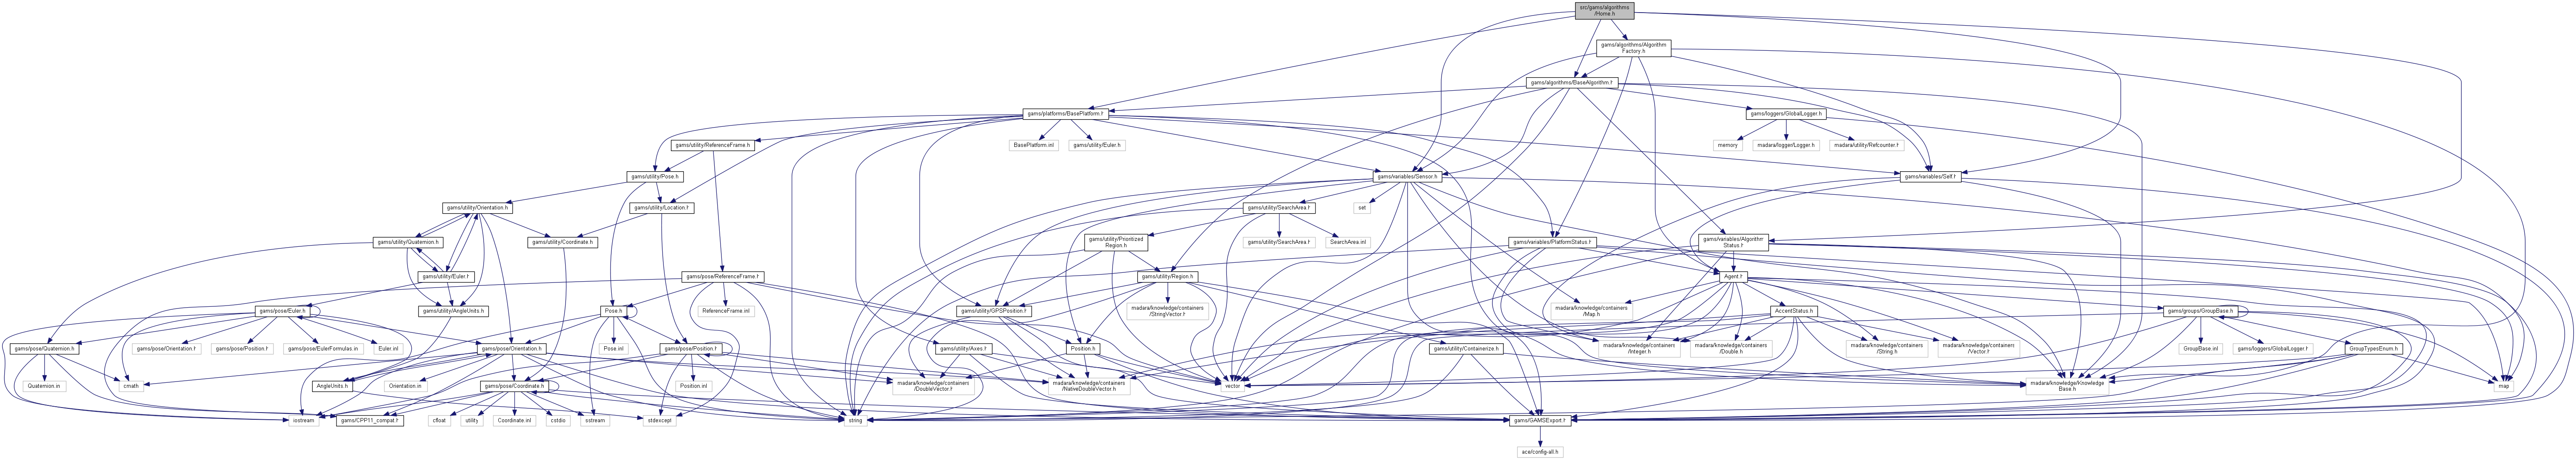 src/gams/algorithms
/Home.h
gams/algorithms/Algorithm
Factory.h
gams/algorithms/BaseAlgorithm.h
gams/platforms/BasePlatform.h
gams/loggers/GlobalLogger.h
gams/utility/ReferenceFrame.h
BasePlatform.inl
gams/utility/Euler.h
memory
madara/logger/Logger.h
madara/utility/Refcounter.h
gams/utility/Pose.h
gams/variables/Sensor.h
gams/variables/Self.h
gams/utility/Orientation.h
gams/utility/Location.h
gams/utility/SearchArea.h
set
gams/utility/Quaternion.h
gams/utility/Coordinate.h
gams/utility/Prioritized
Region.h
gams/utility/SearchArea.h
SearchArea.inl
gams/variables/PlatformStatus.h
gams/variables/Algorithm
Status.h
gams/utility/Euler.h
gams/pose/ReferenceFrame.h
gams/utility/Region.h
Agent.h
gams/pose/Euler.h
gams/utility/AngleUnits.h
Pose.h
ReferenceFrame.inl
gams/utility/GPSPosition.h
madara/knowledge/containers
/StringVector.h
madara/knowledge/containers
/Map.h
AccentStatus.h
gams/groups/GroupBase.h
gams/pose/Quaternion.h
gams/pose/Orientation.h
gams/pose/Position.h
gams/pose/EulerFormulas.inl
Euler.inl
gams/pose/Orientation.h
Pose.inl
gams/pose/Position.h
gams/utility/Axes.h
Position.h
gams/utility/Containerize.h
madara/knowledge/containers
/Integer.h
madara/knowledge/containers
/Double.h
madara/knowledge/containers
/String.h
madara/knowledge/containers
/Vector.h
GroupBase.inl
gams/loggers/GlobalLogger.h
GroupTypesEnum.h
Quaternion.inl
cmath
AngleUnits.h
Orientation.inl
gams/pose/Coordinate.h
Position.inl
madara/knowledge/containers
/DoubleVector.h
madara/knowledge/containers
/NativeDoubleVector.h
vector
madara/knowledge/Knowledge
Base.h
map
iostream
gams/CPP11_compat.h
cfloat
utility
Coordinate.inl
cstdio
sstream
stdexcept
string
gams/GAMSExport.h
ace/config-all.h